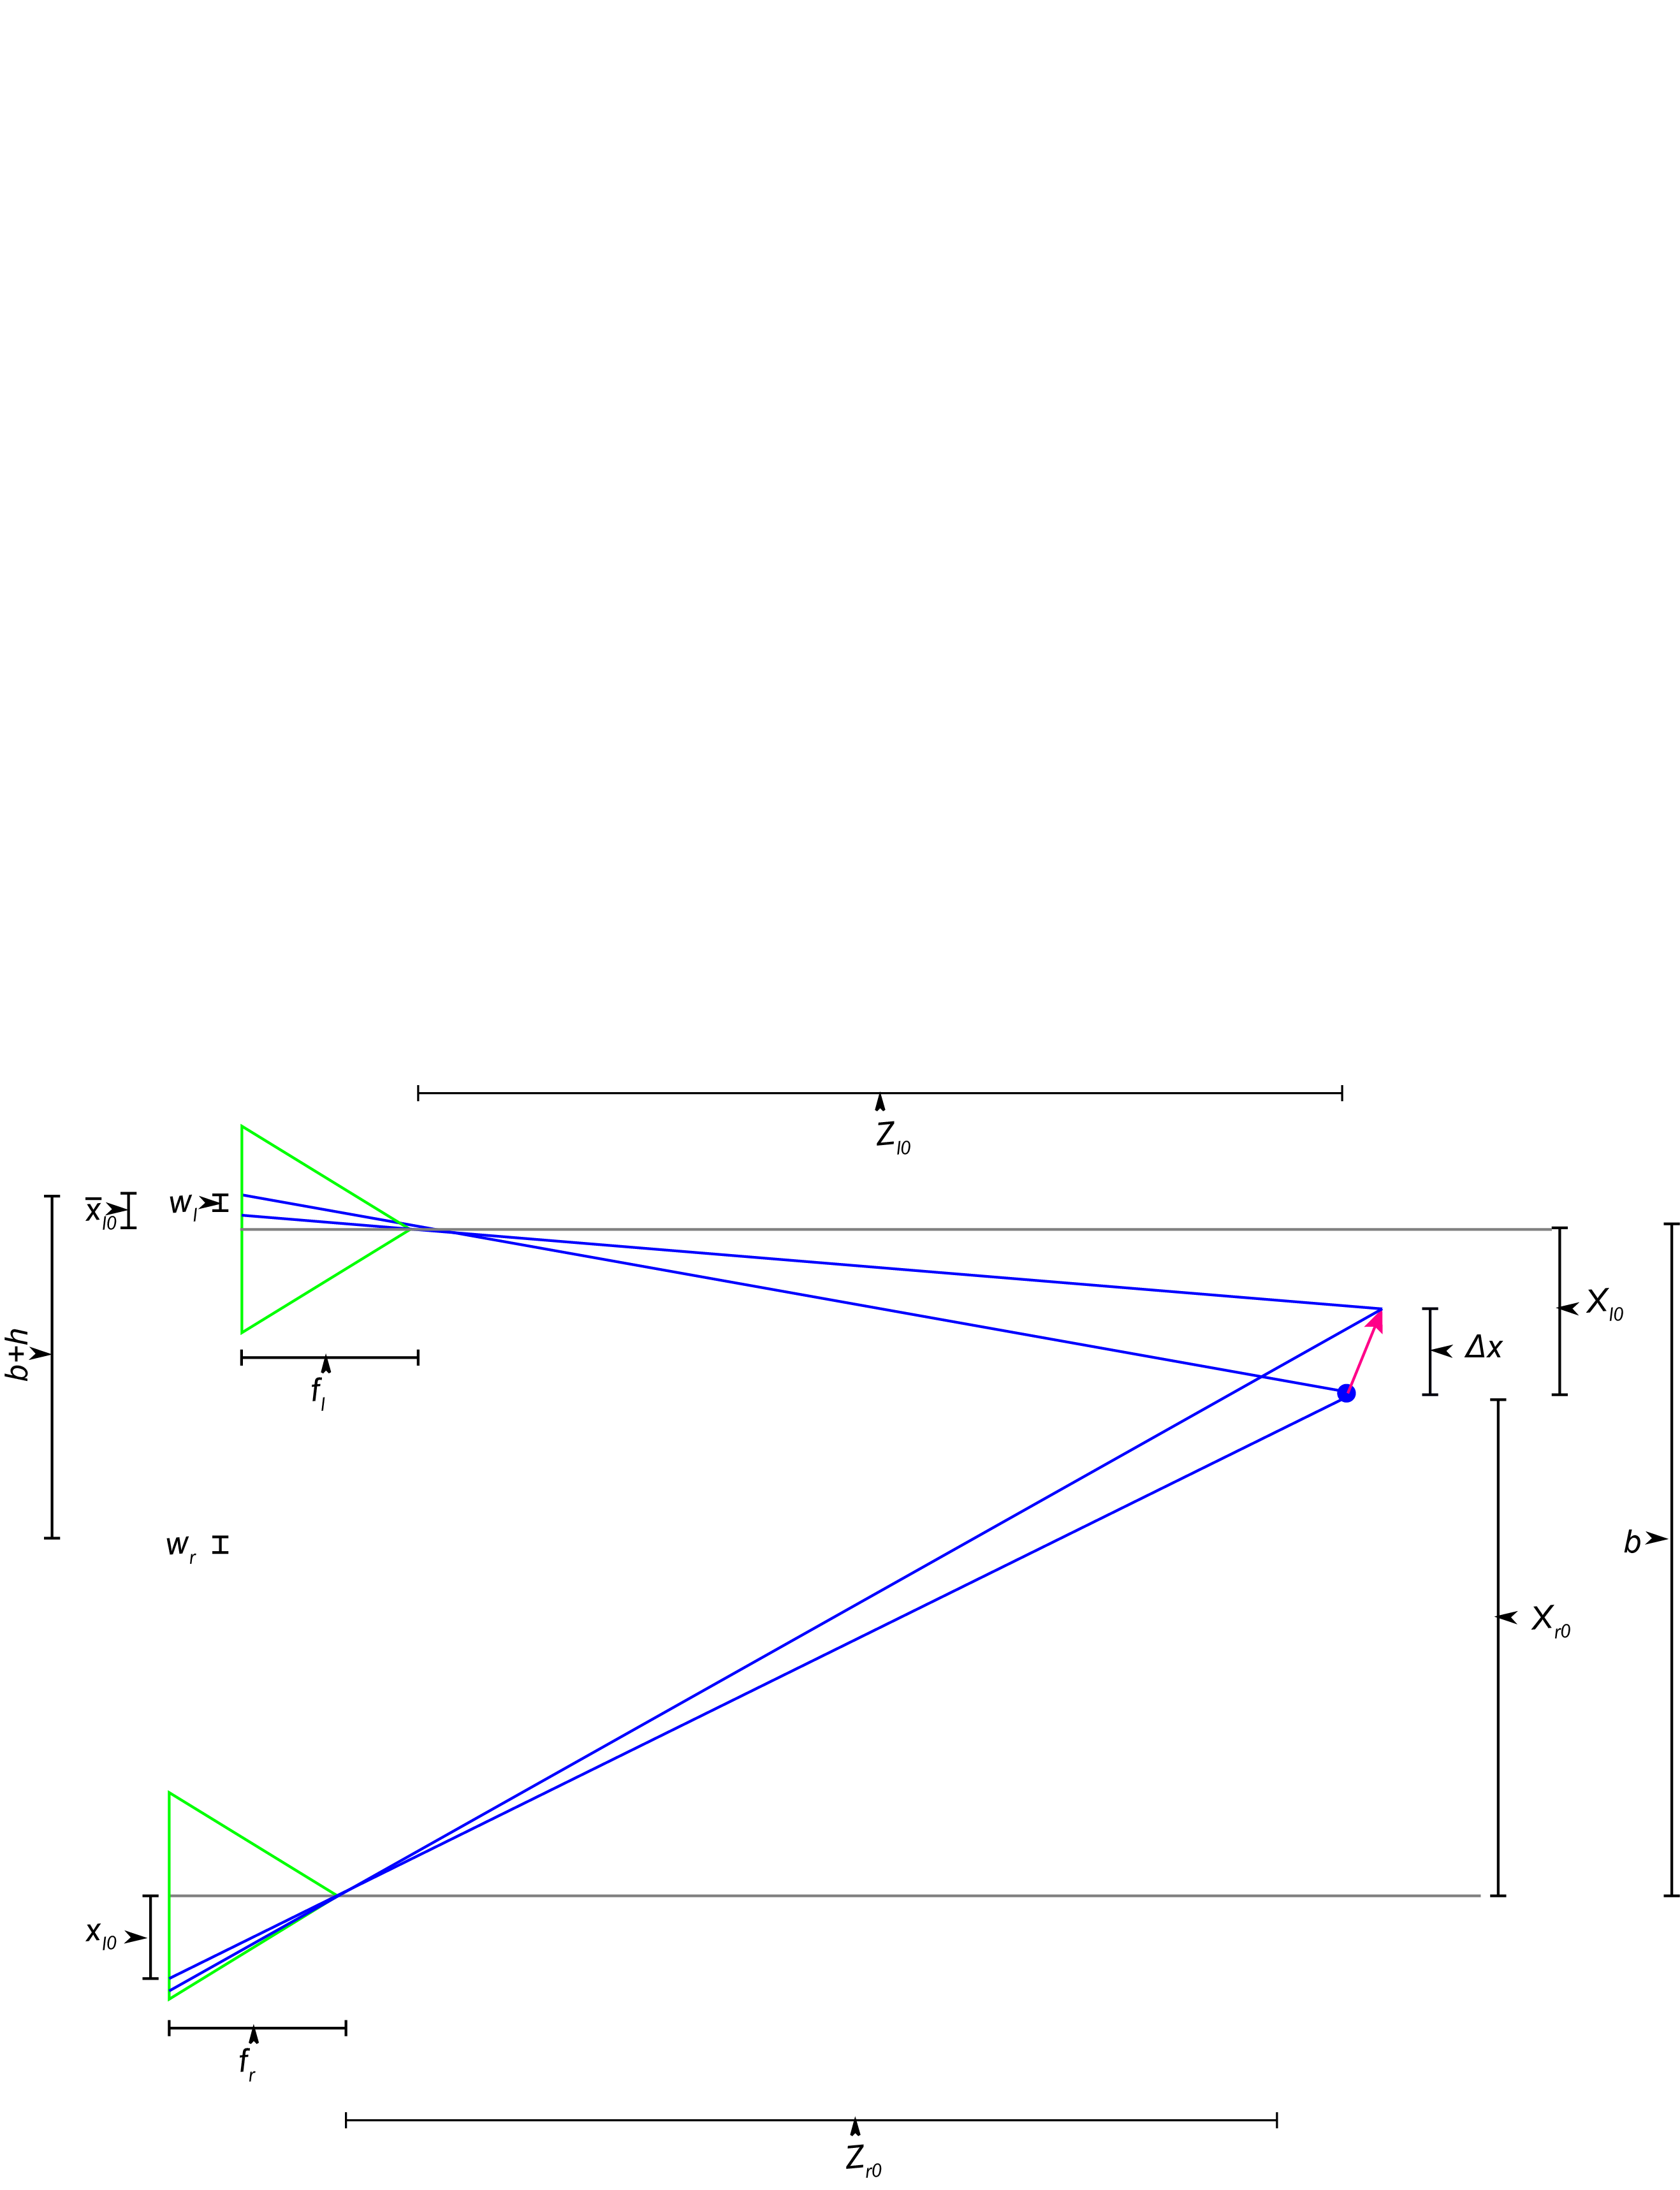 Z_l0
x̅_l0
w_l
X_l0
b+h
Δx
f_l
w_r
b
X_r0
x_l0
f_r
Z_r0